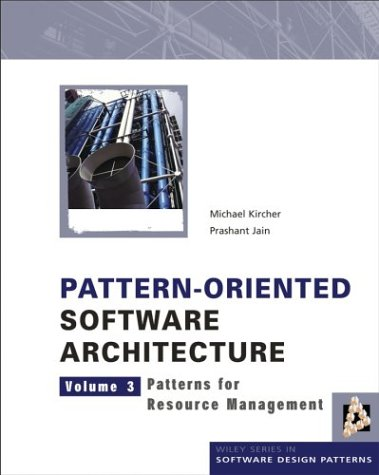 Michael Kircher
Prashant Jain
PATTERN-ORIENTED
SOFTWARE
ARCHITECTURE
Volume 3 Patterns for
Resource Management
WILEY SERIES IN
SOFTWARE DESIGN PATTERNS